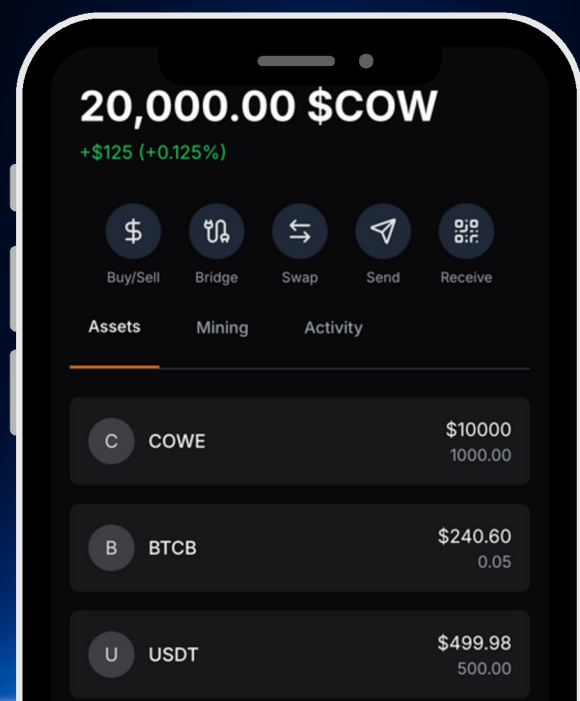 20,000.00 $COW
+$125 (+0.125%)
Buy/Sell Bridge Swap Send Receive
Assets Mining Activity
C COWE $10000
1000.00
B BTCB $240.60
0.05
U USDT $499.98
500.00